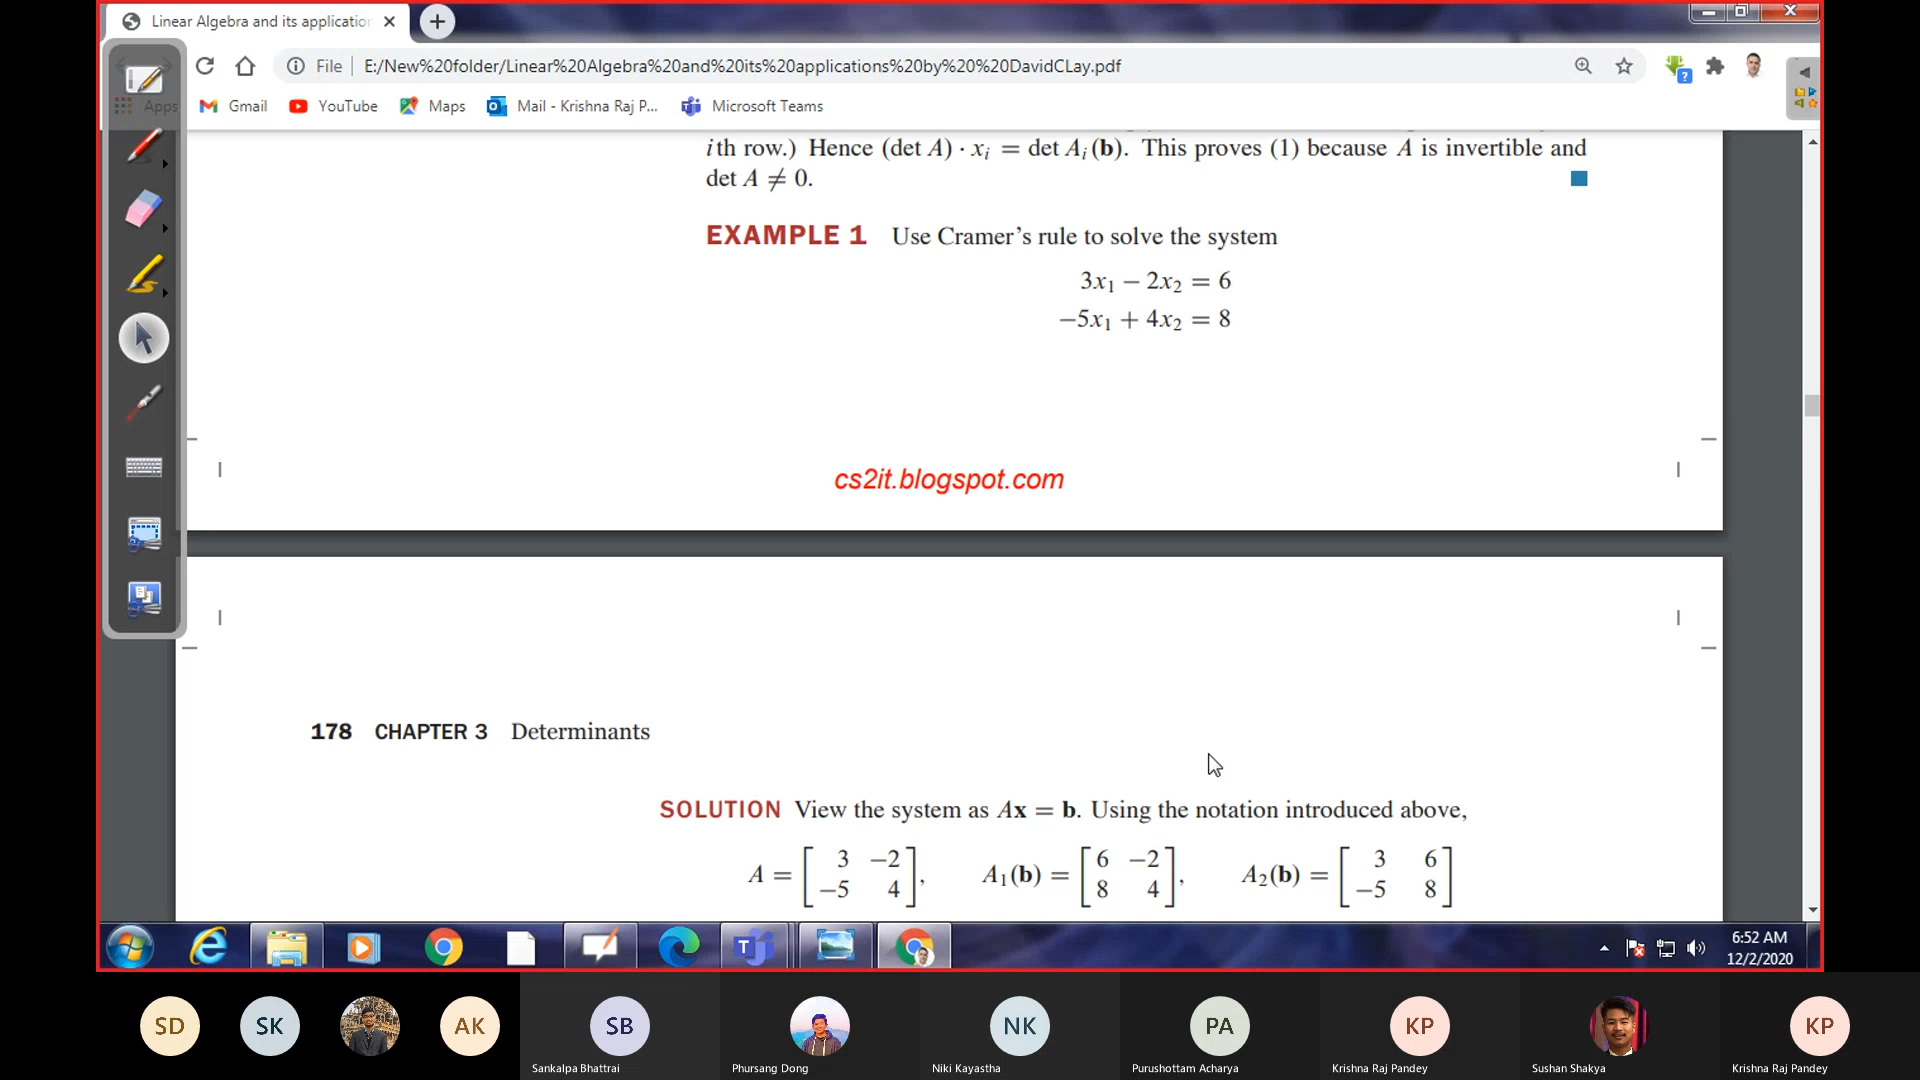 Linear Algebra and its application
File
E:/New%20folder/Linear%20Algebra%20and%20its%20applications%20by%20%20DavidCLay.pdf
Apps
Gmail
YouTube
Maps
Mail - Krishna Raj P...
Microsoft Teams
ith row.) Hence (det A) · xᵢ = det Aᵢ(b). This proves (1) because A is invertible and
det A ≠ 0.
EXAMPLE 1 Use Cramer's rule to solve the system
3x₁ − 2x₂ = 6
−5x₁ + 4x₂ = 8
cs2it.blogspot.com
178 CHAPTER 3 Determinants
SOLUTION View the system as Ax = b. Using the notation introduced above,
A = [3 −2; −5 4], A₁(b) = [6 −2; 8 4], A₂(b) = [3 6; −5 8]
6:52 AM
12/2/2020
SD
SK
AK
SB
NK
PA
KP
KP
Sankalpa Bhattrai
Phursang Dong
Niki Kayastha
Purushottam Acharya
Krishna Raj Pandey
Sushan Shakya
Krishna Raj Pandey